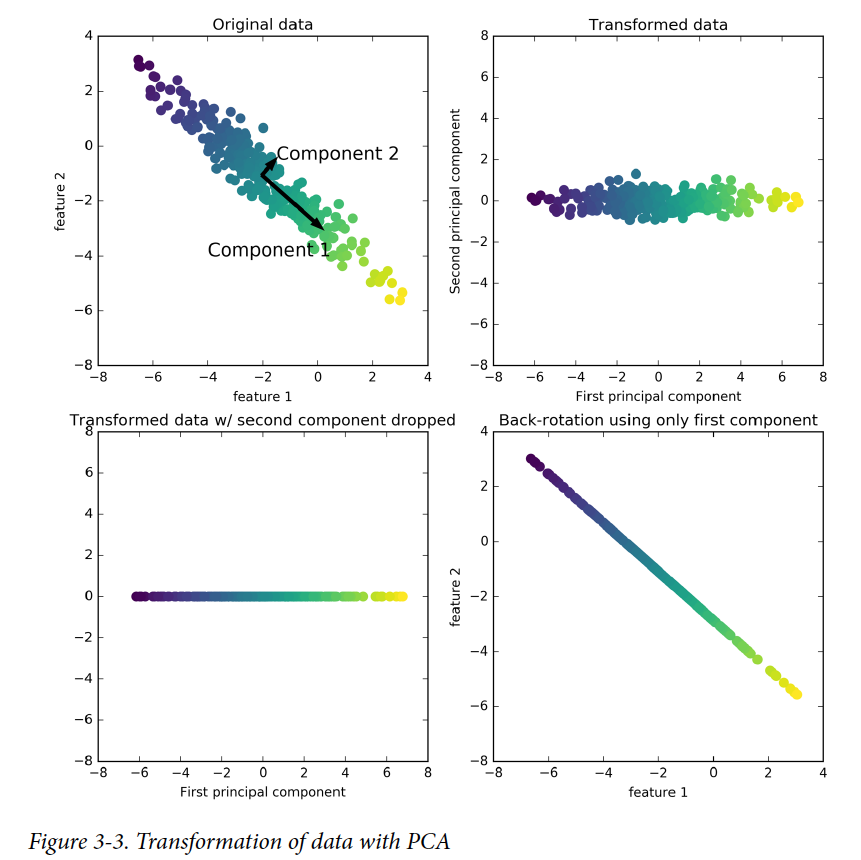 Original data
4
2
0
−2
−4
−6
−8
feature 2
Component 2
Component 1
−8 −6 −4 −2 0 2 4
feature 1
Transformed data
8
6
4
2
0
−2
−4
−6
−8
Second principal component
−8 −6 −4 −2 0 2 4 6 8
First principal component
Transformed data w/ second component dropped
8
6
4
2
0
−2
−4
−6
−8
−8 −6 −4 −2 0 2 4 6 8
First principal component
Back-rotation using only first component
4
2
0
−2
−4
−6
−8
feature 2
−8 −6 −4 −2 0 2 4
feature 1
Figure 3-3. Transformation of data with PCA